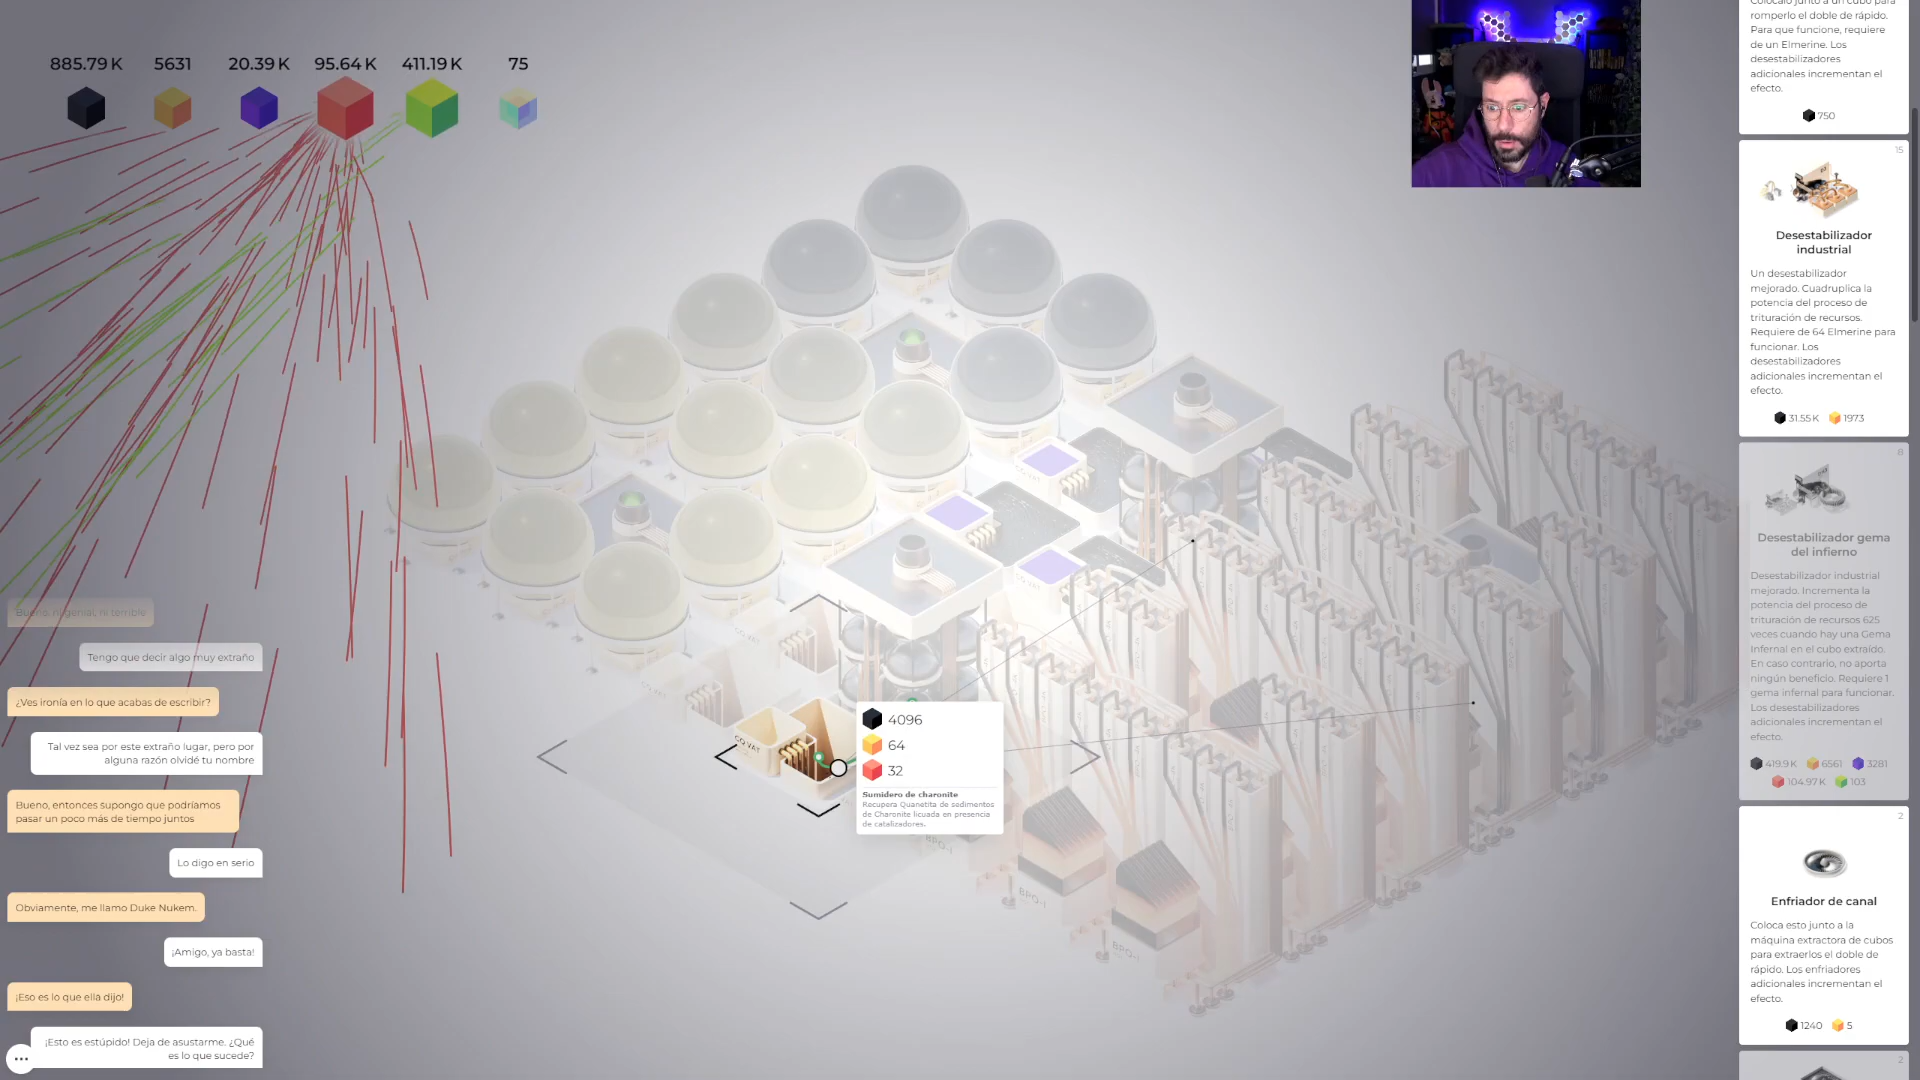 885.79 K
5631
20.39 K
95.64 K
411.19 K
75
Bueno, ni genial, ni terrible
Tengo que decir algo muy extraño
¿Ves ironía en lo que acabas de escribir?
Tal vez sea por este extraño lugar, pero por
alguna razón olvidé tu nombre
Bueno, entonces supongo que podríamos
pasar un poco más de tiempo juntos
Lo digo en serio
Obviamente, me llamo Duke Nukem.
¡Amigo, ya basta!
¡Eso es lo que ella dijo!
¡Esto es estúpido! Deja de asustarme. ¿Qué
es lo que sucede?
CQ VAT
BPO-I
BPO-I
BPO-I
4096
64
32
Sumidero de charonite
Recupera Quanetita de sedimentos
de Charonite licuada en presencia
de catalizadores.
Colócalo junto a un cubo para
romperlo el doble de rápido.
Para que funcione, requiere
de un Elmerine. Los
desestabilizadores
adicionales incrementan el
efecto.
750
15
Desestabilizador
industrial
Un desestabilizador
mejorado. Cuadruplica la
potencia del proceso de
trituración de recursos.
Requiere de 64 Elmerine para
funcionar. Los
desestabilizadores
adicionales incrementan el
efecto.
31.55 K 1973
8
Desestabilizador gema
del infierno
Desestabilizador industrial
mejorado. Incrementa la
potencia del proceso de
trituración de recursos 625
veces cuando hay una Gema
Infernal en el cubo extraído.
En caso contrario, no aporta
ningún beneficio. Requiere 1
gema infernal para funcionar.
Los desestabilizadores
adicionales incrementan el
efecto.
419.9 K 6561 3281
104.97 K 103
2
Enfriador de canal
Coloca esto junto a la
máquina extractora de cubos
para extraerlos el doble de
rápido. Los enfriadores
adicionales incrementan el
efecto.
1240 5
2